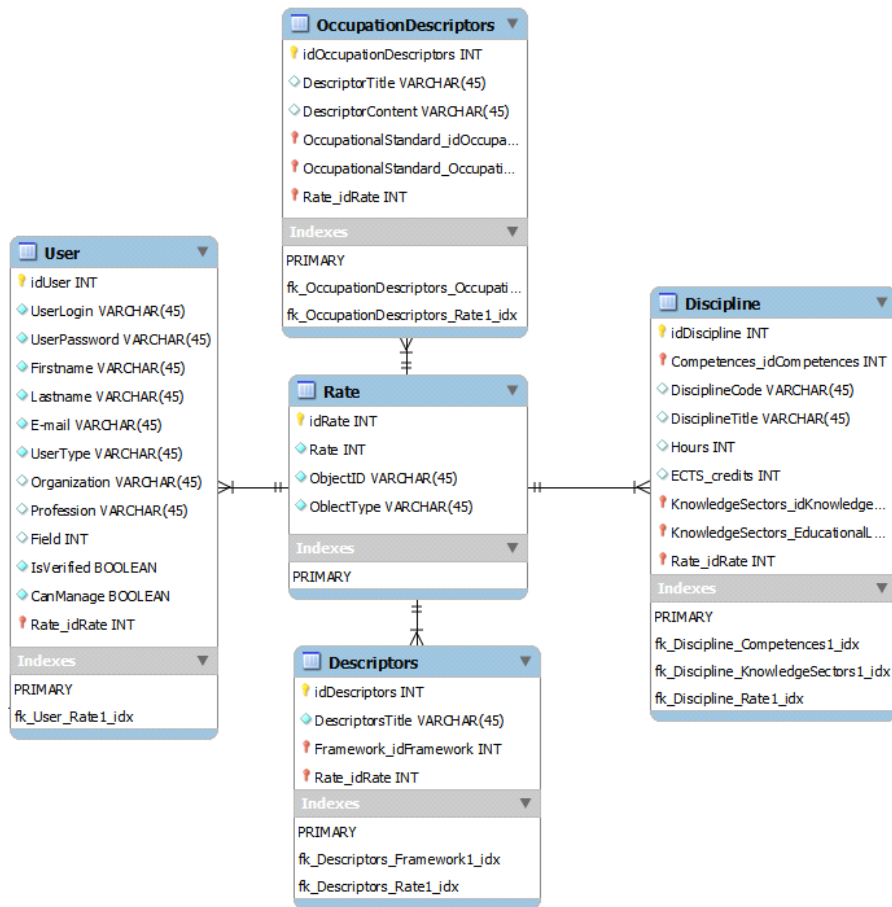 OccupationDescriptors
idOccupationDescriptors INT
DescriptorTitle VARCHAR(45)
DescriptorContent VARCHAR(45)
OccupationalStandard_idOccupa...
OccupationalStandard_Occupati...
Rate_idRate INT
Indexes
PRIMARY
fk_OccupationDescriptors_Occupati...
fk_OccupationDescriptors_Rate1_idx
User
idUser INT
UserLogin VARCHAR(45)
UserPassword VARCHAR(45)
Firstname VARCHAR(45)
Lastname VARCHAR(45)
E-mail VARCHAR(45)
UserType VARCHAR(45)
Organization VARCHAR(45)
Profession VARCHAR(45)
Field INT
IsVerified BOOLEAN
CanManage BOOLEAN
Rate_idRate INT
Indexes
PRIMARY
fk_User_Rate1_idx
Rate
idRate INT
Rate INT
ObjectID VARCHAR(45)
OblectType VARCHAR(45)
Indexes
PRIMARY
Discipline
idDiscipline INT
Competences_idCompetences INT
DisciplineCode VARCHAR(45)
DisciplineTitle VARCHAR(45)
Hours INT
ECTS_credits INT
KnowledgeSectors_idKnowledge...
KnowledgeSectors_EducationalL...
Rate_idRate INT
Indexes
PRIMARY
fk_Discipline_Competences1_idx
fk_Discipline_KnowledgeSectors1_idx
fk_Discipline_Rate1_idx
Descriptors
idDescriptors INT
DescriptorsTitle VARCHAR(45)
Framework_idFramework INT
Rate_idRate INT
Indexes
PRIMARY
fk_Descriptors_Framework1_idx
fk_Descriptors_Rate1_idx